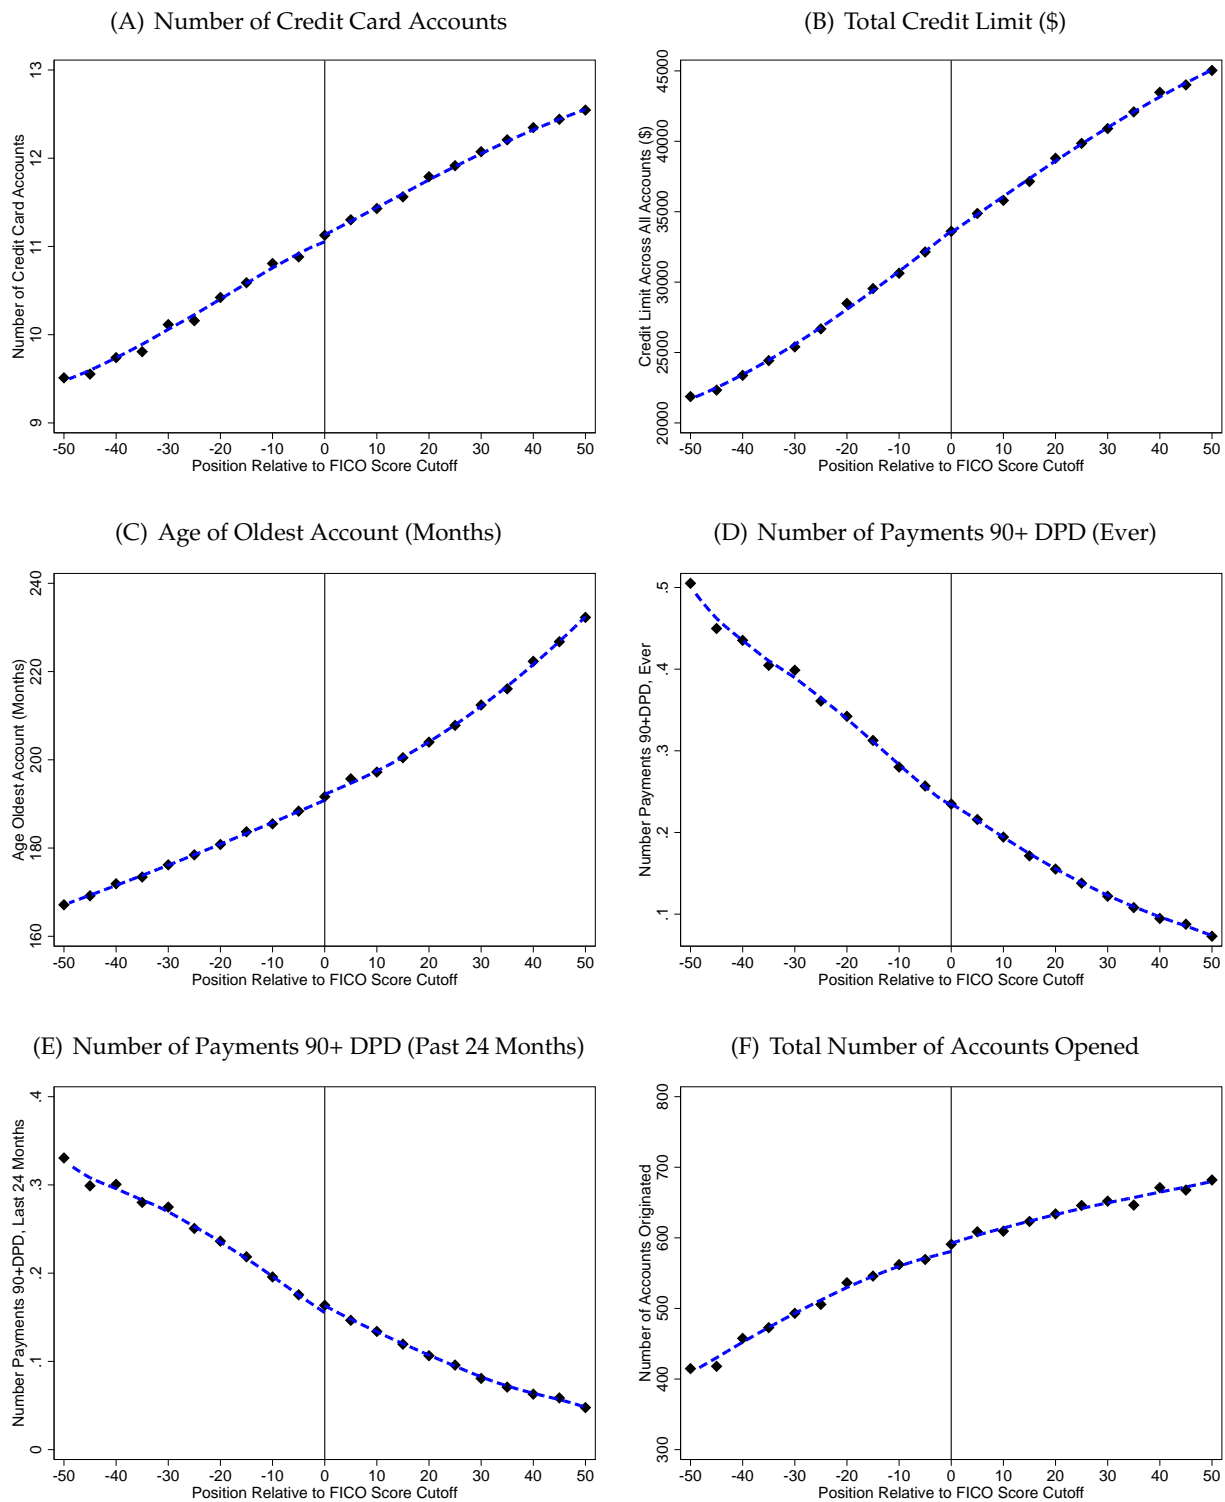 (A) Number of Credit Card Accounts
Number of Credit Card Accounts
13
12
11
10
9
-50 -40 -30 -20 -10 0 10 20 30 40 50
Position Relative to FICO Score Cutoff
(B) Total Credit Limit ($)
Credit Limit Across All Accounts ($)
45000
40000
35000
30000
25000
20000
-50 -40 -30 -20 -10 0 10 20 30 40 50
Position Relative to FICO Score Cutoff
(C) Age of Oldest Account (Months)
Age Oldest Account (Months)
240
220
200
180
160
-50 -40 -30 -20 -10 0 10 20 30 40 50
Position Relative to FICO Score Cutoff
(D) Number of Payments 90+ DPD (Ever)
Number Payments 90+DPD, Ever
.5
.4
.3
.2
.1
-50 -40 -30 -20 -10 0 10 20 30 40 50
Position Relative to FICO Score Cutoff
(E) Number of Payments 90+ DPD (Past 24 Months)
Number Payments 90+DPD, Last 24 Months
.4
.3
.2
.1
0
-50 -40 -30 -20 -10 0 10 20 30 40 50
Position Relative to FICO Score Cutoff
(F) Total Number of Accounts Opened
Number of Accounts Originated
800
700
600
500
400
300
-50 -40 -30 -20 -10 0 10 20 30 40 50
Position Relative to FICO Score Cutoff